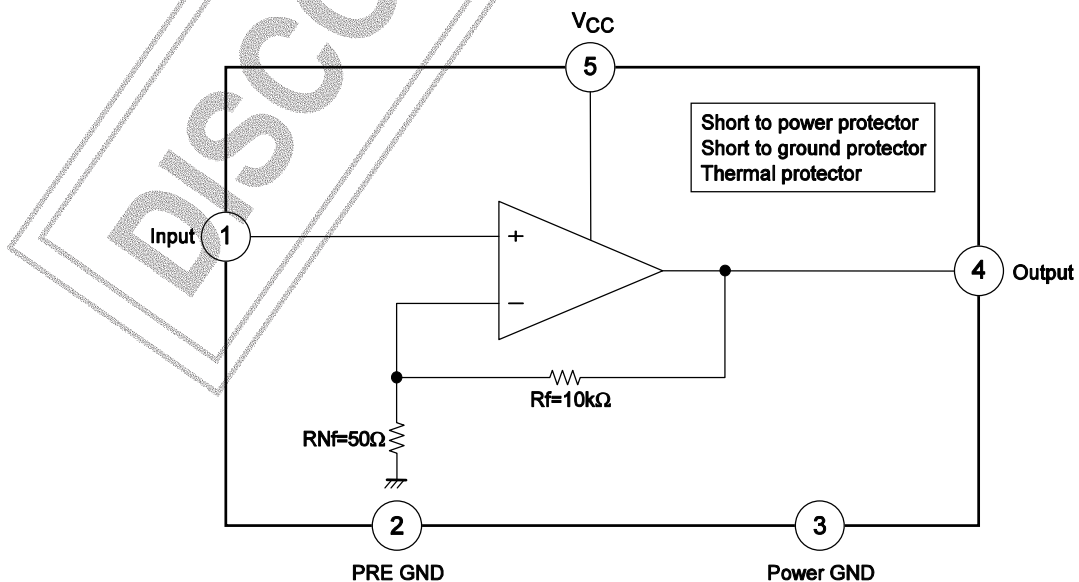 VCC
5
Short to power protector
Short to ground protector
Thermal protector
Input 1
+
4 Output
−
Rf=10kΩ
RNf=50Ω
2
3
PRE GND
Power GND
DISCO